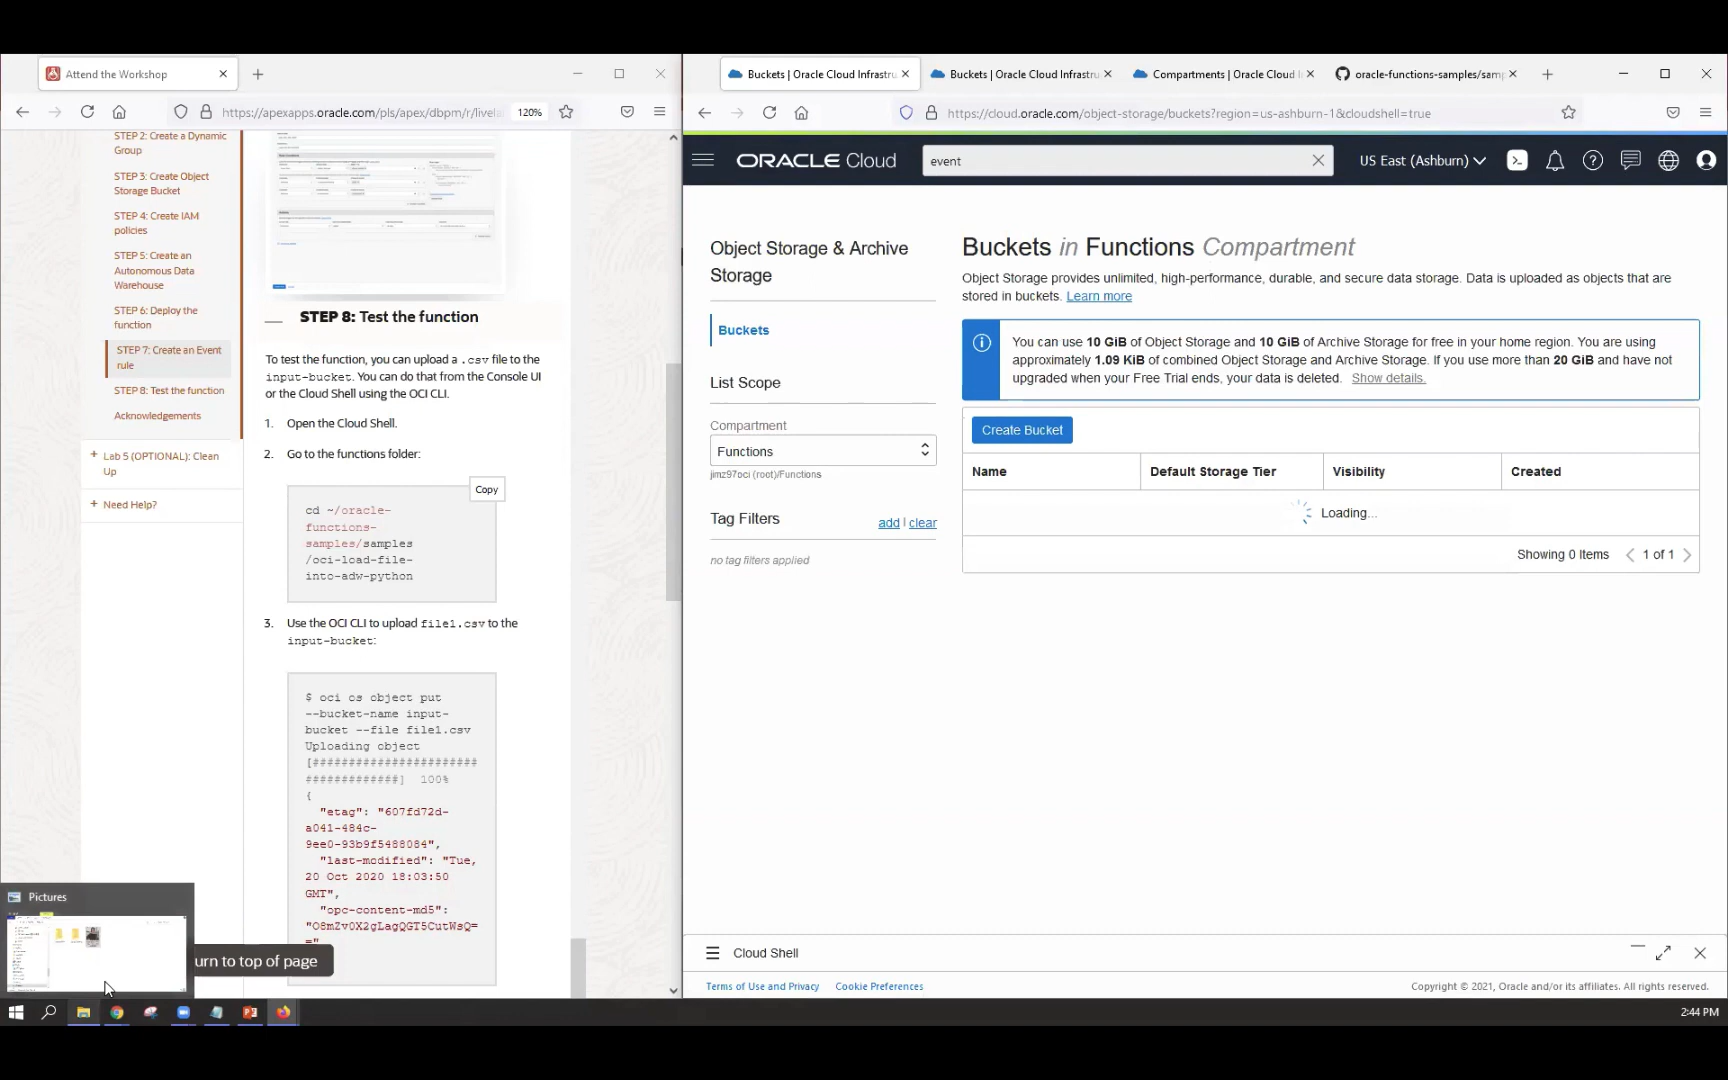 Attend the Workshop
https://apexapps.oracle.com/pls/apex/dbpm/r/livela
120%
STEP 2: Create a Dynamic
Group
STEP 3: Create Object
Storage Bucket
STEP 4: Create IAM
policies
STEP 5: Create an
Autonomous Data
Warehouse
STEP 6: Deploy the
function
STEP 7: Create an Event
rule
STEP 8: Test the function
Acknowledgements
+ Lab 5 (OPTIONAL): Clean
Up
+ Need Help?
STEP 8: Test the function
To test the function, you can upload a .csv file to the
input-bucket. You can do that from the Console UI
or the Cloud Shell using the OCI CLI.
1. Open the Cloud Shell.
2. Go to the functions folder:
Copy
cd ~/oracle-
functions-
samples/samples
/oci-load-file-
into-adw-python
3. Use the OCI CLI to upload file1.csv to the
input-bucket:
$ oci os object put
--bucket-name input-
bucket --file file1.csv
Uploading object
[#######################
#############] 100%
{
"etag": "607fd72d-
a041-484c-
9ee0-93b9f5488084",
"last-modified": "Tue,
20 Oct 2020 18:03:50
GMT",
"opc-content-md5":
"O8mZv0X2gLagQGT5CutWsQ=
="
Pictures
urn to top of page
Buckets | Oracle Cloud Infrastru
Buckets | Oracle Cloud Infrastru
Compartments | Oracle Cloud I
oracle-functions-samples/samp
https://cloud.oracle.com/object-storage/buckets?region=us-ashburn-1&cloudshell=true
ORACLE Cloud
event
US East (Ashburn)
Object Storage & Archive
Storage
Buckets
List Scope
Compartment
Functions
jimz97oci (root)/Functions
Tag Filters
add | clear
no tag filters applied
Buckets in Functions Compartment
Object Storage provides unlimited, high-performance, durable, and secure data storage. Data is uploaded as objects that are
stored in buckets. Learn more
You can use 10 GiB of Object Storage and 10 GiB of Archive Storage for free in your home region. You are using
approximately 1.09 KiB of combined Object Storage and Archive Storage. If you use more than 20 GiB and have not
upgraded when your Free Trial ends, your data is deleted. Show details.
Create Bucket
Name
Default Storage Tier
Visibility
Created
Loading...
Showing 0 Items
1 of 1
Cloud Shell
Terms of Use and Privacy
Cookie Preferences
Copyright © 2021, Oracle and/or its affiliates. All rights reserved.
2:44 PM